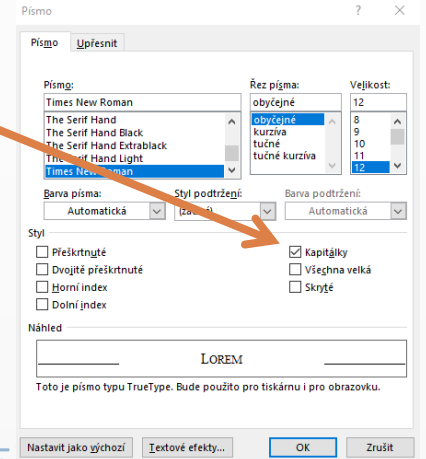 Písmo ? ×
Písmo Upřesnit
Písmo: Řez písma: Velikost:
Times New Roman obyčejné 12
The Serif Hand obyčejné 8
The Serif Hand Black kurzíva 9
The Serif Hand Extrablack tučné 10
The Serif Hand Light tučné kurzíva 11
Times New Roman 12
Barva písma: Styl podtržení: Barva podtržení:
Automatická (žádné) Automatická
Styl
Přeškrtnuté Kapitálky
Dvojitě přeškrtnuté Všechna velká
Horní index Skryté
Dolní index
Náhled
LOREM
Toto je písmo typu TrueType. Bude použito pro tiskárnu i pro obrazovku.
Nastavit jako výchozí Textové efekty... OK Zrušit